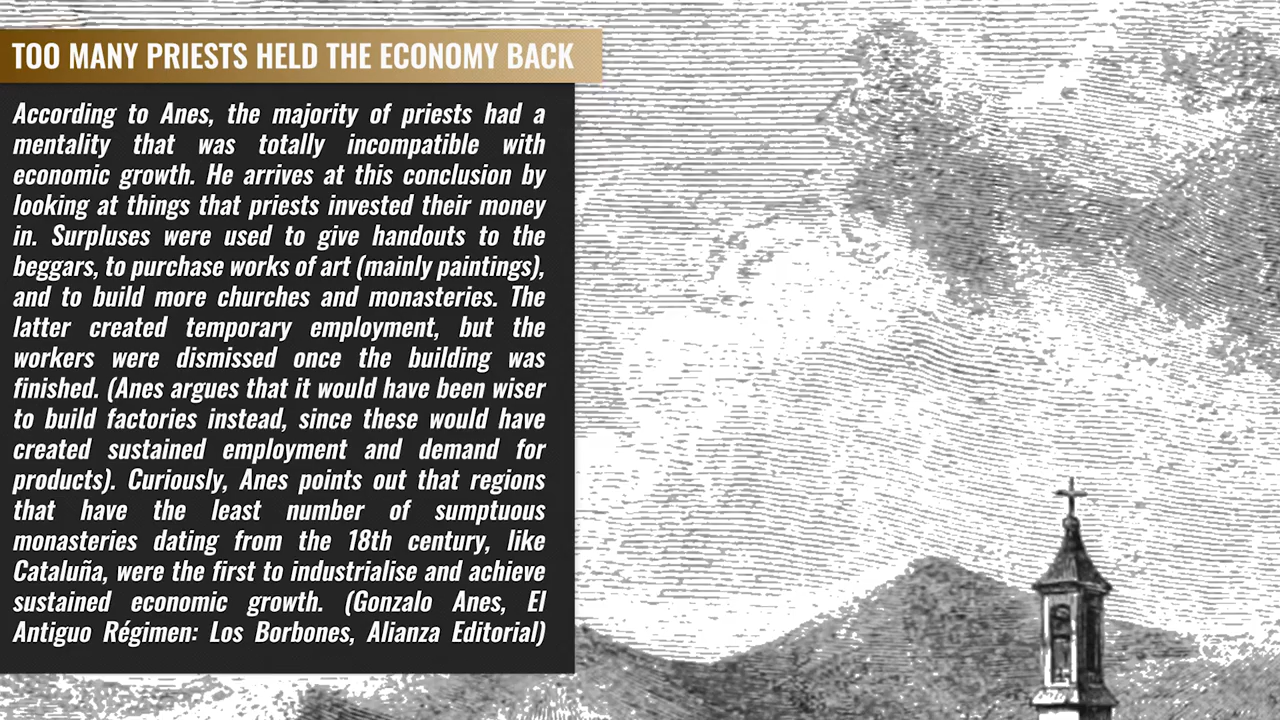 TOO MANY PRIESTS HELD THE ECONOMY BACK
According to Anes, the majority of priests had a
mentality that was totally incompatible with
economic growth. He arrives at this conclusion by
looking at things that priests invested their money
in. Surpluses were used to give handouts to the
beggars, to purchase works of art (mainly paintings),
and to build more churches and monasteries. The
latter created temporary employment, but the
workers were dismissed once the building was
finished. (Anes argues that it would have been wiser
to build factories instead, since these would have
created sustained employment and demand for
products). Curiously, Anes points out that regions
that have the least number of sumptuous
monasteries dating from the 18th century, like
Cataluña, were the first to industrialise and achieve
sustained economic growth. (Gonzalo Anes, El
Antiguo Régimen: Los Borbones, Alianza Editorial)